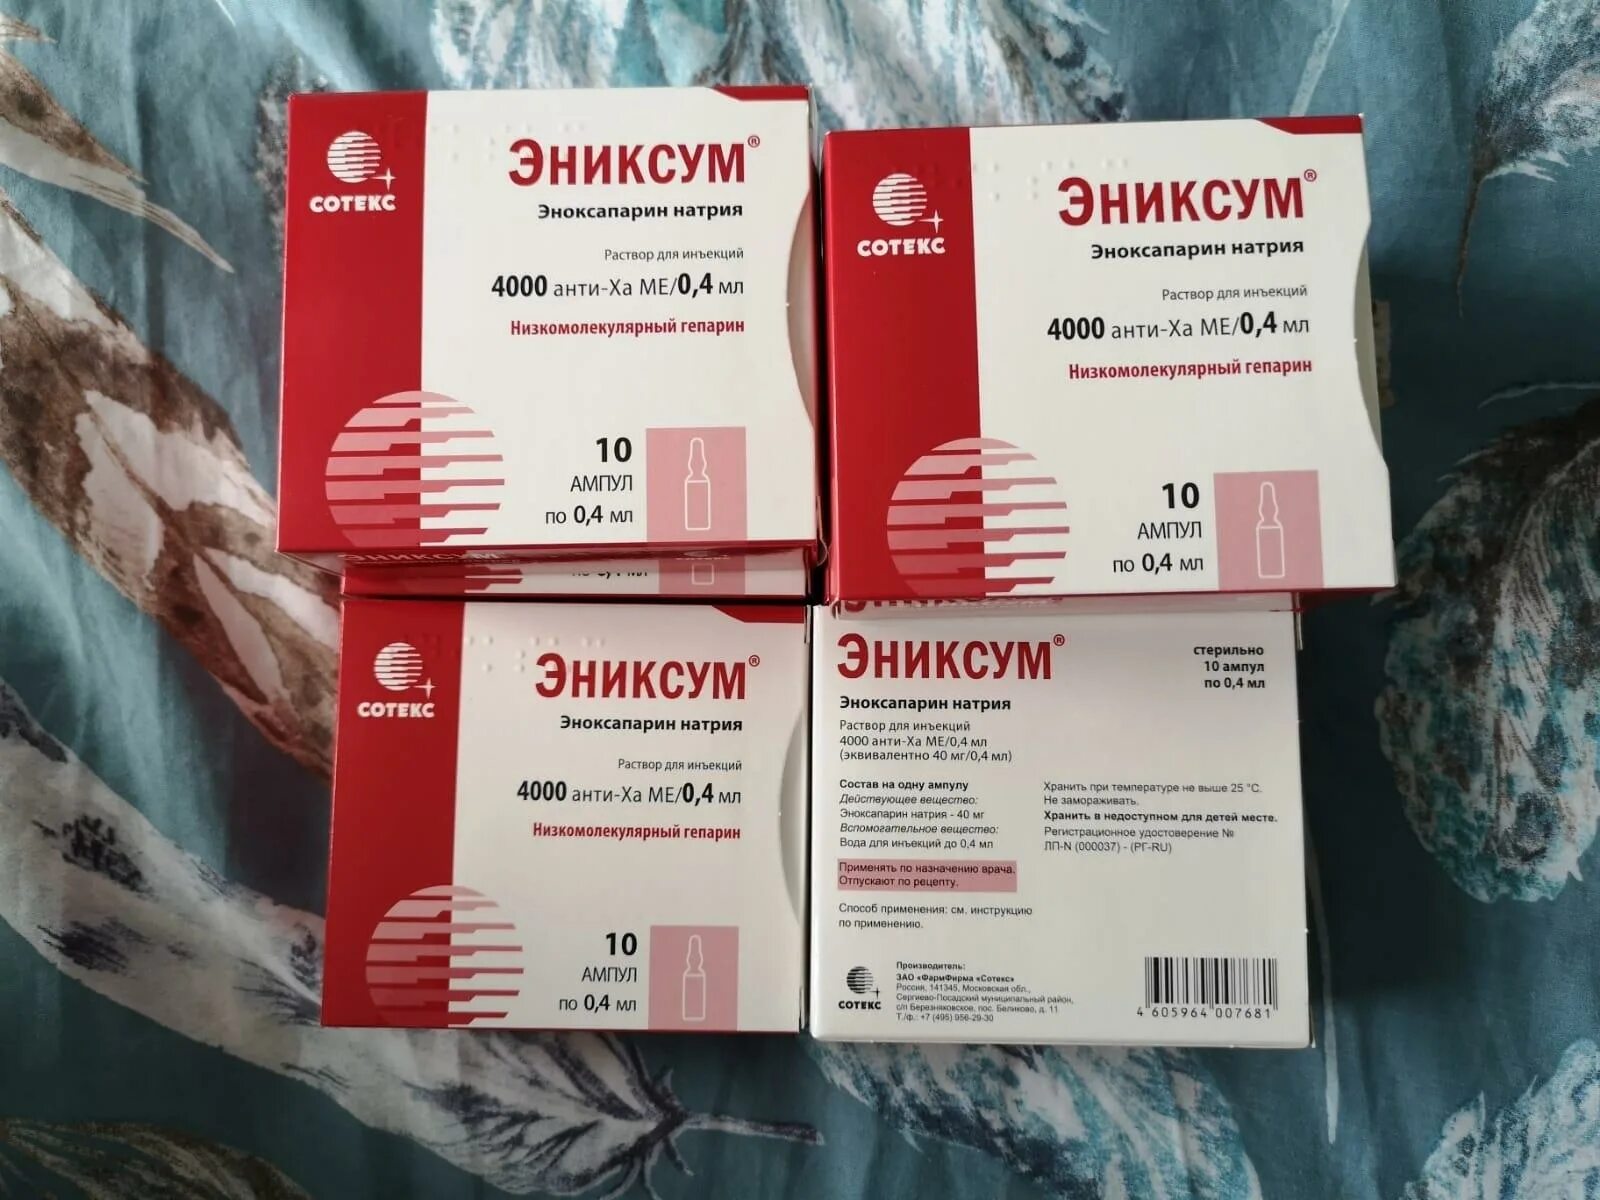 СОТЕКС
ЭНИКСУМ®
Эноксапарин натрия
Раствор для инъекций
4000 анти-Ха МЕ/0,4 мл
Низкомолекулярный гепарин
10
АМПУЛ
по 0,4 мл
ЭНИКСУМ
по 0,4 мл
СОТЕКС
ЭНИКСУМ®
Эноксапарин натрия
Раствор для инъекций
4000 анти-Ха МЕ/0,4 мл
Низкомолекулярный гепарин
10
АМПУЛ
по 0,4 мл
СОТЕКС
ЭНИКСУМ®
Эноксапарин натрия
Раствор для инъекций
4000 анти-Ха МЕ/0,4 мл
Низкомолекулярный гепарин
10
АМПУЛ
по 0,4 мл
ЭНИКСУМ
ЭНИКСУМ®
Эноксапарин натрия
Раствор для инъекций
4000 анти-Ха МЕ/0,4 мл
(эквивалентно 40 мг/0,4 мл)
стерильно
10 ампул
по 0,4 мл
Состав на одну ампулу
Действующее вещество:
Эноксапарин натрия - 40 мг
Вспомогательное вещество:
Вода для инъекций до 0,4 мл
Применять по назначению врача.
Отпускают по рецепту.
Способ применения: см. инструкцию
по применению.
Хранить при температуре не выше 25 °C.
Не замораживать.
Хранить в недоступном для детей месте.
Регистрационное удостоверение №
ЛП-N (000037) - (РГ-RU)
СОТЕКС
Производитель:
ЗАО «ФармФирма «Сотекс»
Россия, 141345, Московская обл.,
Сергиево-Посадский муниципальный район,
с/п Березняковское, пос. Беликово, д. 11
Т./ф.: +7 (495) 956-29-30
4 605964 007681